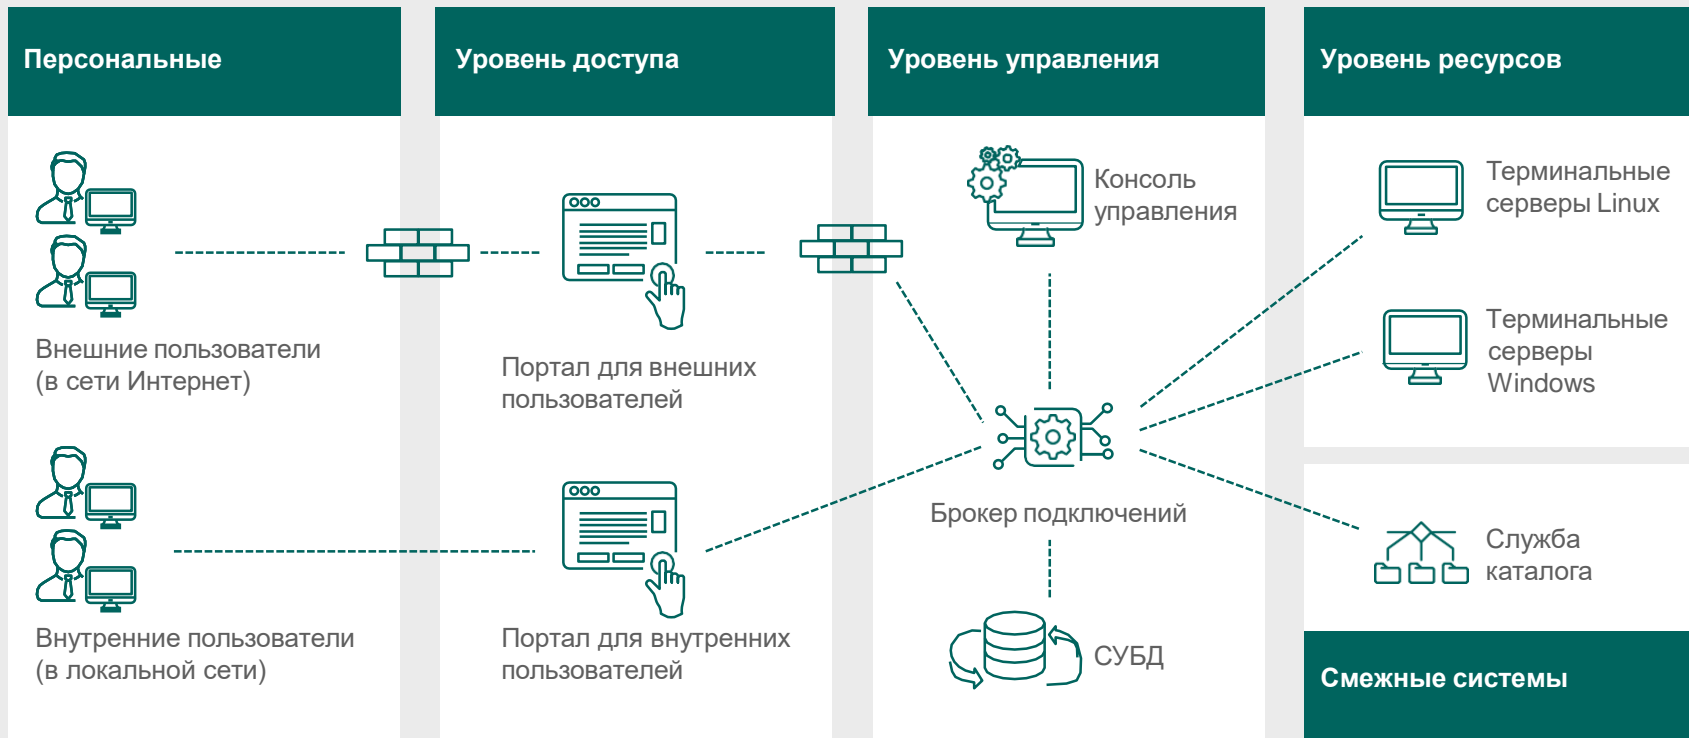 Персональные
Уровень доступа
Уровень управления
Уровень ресурсов
Внешние пользователи
(в сети Интернет)
Внутренние пользователи
(в локальной сети)
Портал для внешних
пользователей
Портал для внутренних
пользователей
Консоль
управления
Брокер подключений
СУБД
Терминальные
серверы Linux
Терминальные
серверы
Windows
Служба
каталога
Смежные системы